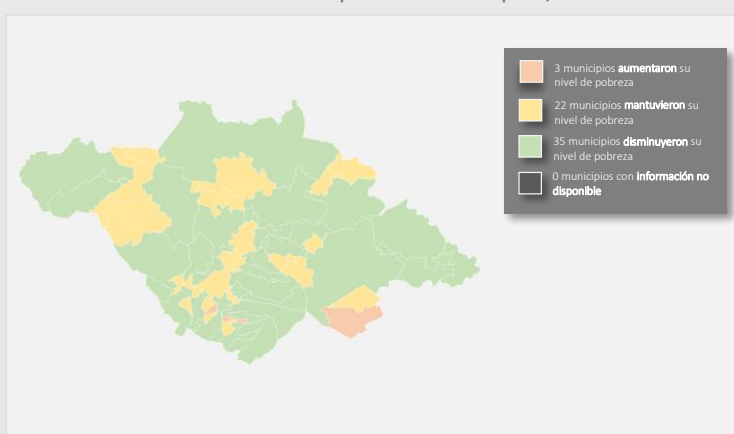 3 municipios aumentaron su
nivel de pobreza
22 municipios mantuvieron su
nivel de pobreza
35 municipios disminuyeron su
nivel de pobreza
0 municipios con información no
disponible